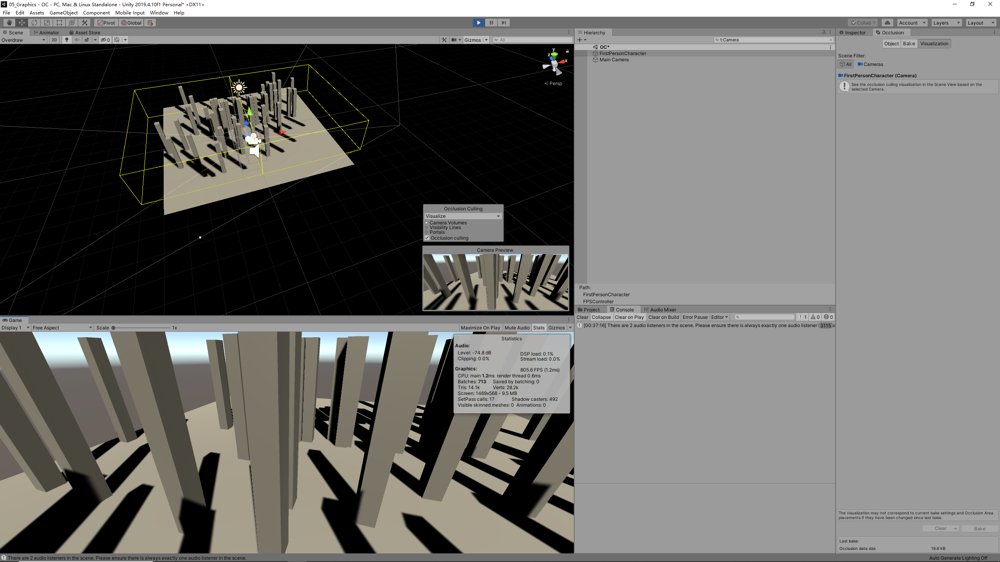 05_Graphics - OC - PC, Mac & Linux Standalone - Unity 2019.4.10f1 Personal* <DX11>
File Edit Assets GameObject Component Mobile Input Window Help
Pivot Global Collab Account Layers Layout
Scene Animator Asset Store
Overdraw 2D 0 Gizmos All
y
z
x
Persp
Occlusion Culling
Visualize
Camera Volumes
Visibility Lines
Portals
Occlusion culling
Camera Preview
Game
Display 1 Free Aspect Scale 1x Maximize On Play Mute Audio Stats Gizmos
Statistics
Audio:
Level: -74.8 dB DSP load: 0.1%
Clipping: 0.0% Stream load: 0.0%
Graphics: 805.6 FPS (1.2ms)
CPU: main 1.2ms render thread 0.6ms
Batches: 713 Saved by batching: 0
Tris: 14.1k Verts: 28.2k
Screen: 1469x568 - 9.5 MB
SetPass calls: 17 Shadow casters: 492
Visible skinned meshes: 0 Animations: 0
Hierarchy
t:Camera
OC*
FirstPersonCharacter
Main Camera
Path:
FirstPersonCharacter
FPSController
Project Console Audio Mixer
Clear Collapse Clear on Play Clear on Build Error Pause Editor 1 0 0
[00:37:16] There are 2 audio listeners in the scene. Please ensure there is always exactly one audio listener 3115
Inspector Occlusion
Object Bake Visualization
Scene Filter:
All Cameras
FirstPersonCharacter (Camera)
See the occlusion culling visualization in the Scene View based on the
selected Camera.
The visualization may not correspond to current bake settings and Occlusion Area
placements if they have been changed since last bake.
Clear Bake
Last bake:
Occlusion data size 19.6 KB
There are 2 audio listeners in the scene. Please ensure there is always exactly one audio listener in the scene.
Auto Generate Lighting Off